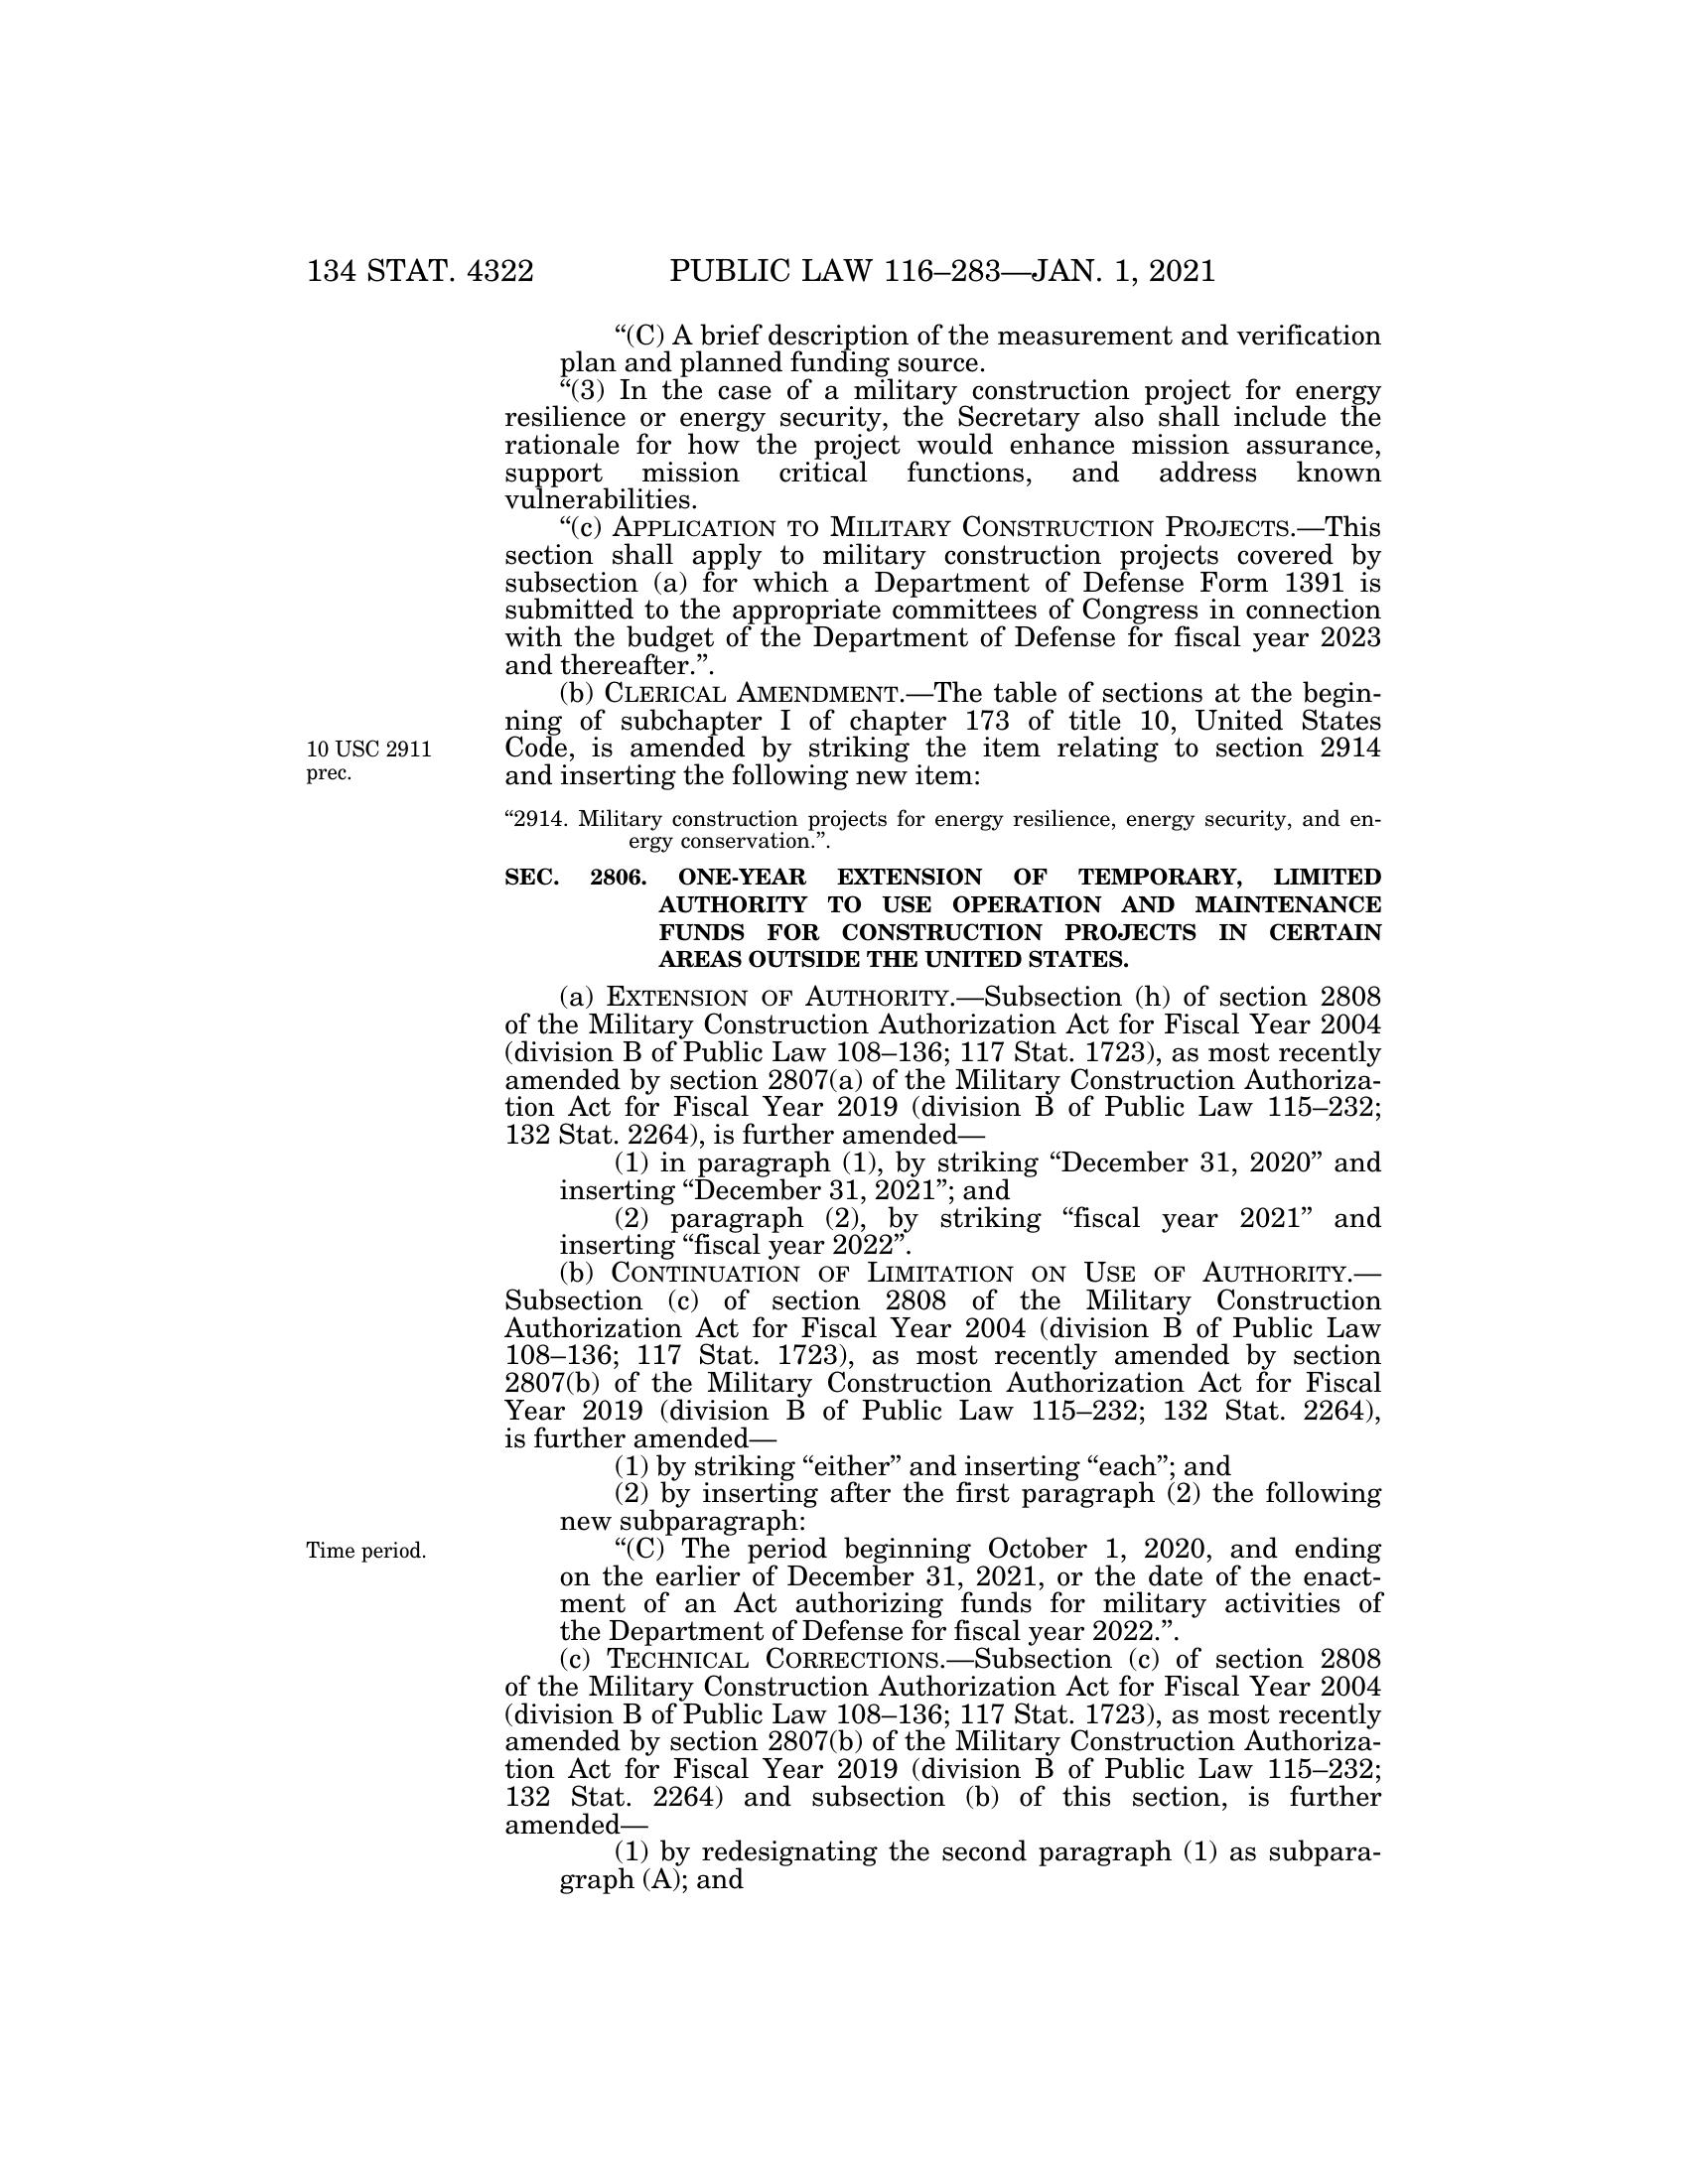 134 STAT. 4322
PUBLIC LAW 116–283—JAN. 1, 2021
“(C) A brief description of the measurement and verification
plan and planned funding source.
“(3) In the case of a military construction project for energy
resilience or energy security, the Secretary also shall include the
rationale for how the project would enhance mission assurance,
support mission critical functions, and address known
vulnerabilities.
“(c) APPLICATION TO MILITARY CONSTRUCTION PROJECTS.—This
section shall apply to military construction projects covered by
subsection (a) for which a Department of Defense Form 1391 is
submitted to the appropriate committees of Congress in connection
with the budget of the Department of Defense for fiscal year 2023
and thereafter.”.
(b) CLERICAL AMENDMENT.—The table of sections at the begin-
ning of subchapter I of chapter 173 of title 10, United States
Code, is amended by striking the item relating to section 2914
and inserting the following new item:
10 USC 2911
prec.
“2914. Military construction projects for energy resilience, energy security, and en-
ergy conservation.”.
SEC. 2806. ONE-YEAR EXTENSION OF TEMPORARY, LIMITED
AUTHORITY TO USE OPERATION AND MAINTENANCE
FUNDS FOR CONSTRUCTION PROJECTS IN CERTAIN
AREAS OUTSIDE THE UNITED STATES.
(a) EXTENSION OF AUTHORITY.—Subsection (h) of section 2808
of the Military Construction Authorization Act for Fiscal Year 2004
(division B of Public Law 108–136; 117 Stat. 1723), as most recently
amended by section 2807(a) of the Military Construction Authoriza-
tion Act for Fiscal Year 2019 (division B of Public Law 115–232;
132 Stat. 2264), is further amended—
(1) in paragraph (1), by striking “December 31, 2020” and
inserting “December 31, 2021”; and
(2) paragraph (2), by striking “fiscal year 2021” and
inserting “fiscal year 2022”.
(b) CONTINUATION OF LIMITATION ON USE OF AUTHORITY.—
Subsection (c) of section 2808 of the Military Construction
Authorization Act for Fiscal Year 2004 (division B of Public Law
108–136; 117 Stat. 1723), as most recently amended by section
2807(b) of the Military Construction Authorization Act for Fiscal
Year 2019 (division B of Public Law 115–232; 132 Stat. 2264),
is further amended—
(1) by striking “either” and inserting “each”; and
(2) by inserting after the first paragraph (2) the following
new subparagraph:
Time period.
“(C) The period beginning October 1, 2020, and ending
on the earlier of December 31, 2021, or the date of the enact-
ment of an Act authorizing funds for military activities of
the Department of Defense for fiscal year 2022.”.
(c) TECHNICAL CORRECTIONS.—Subsection (c) of section 2808
of the Military Construction Authorization Act for Fiscal Year 2004
(division B of Public Law 108–136; 117 Stat. 1723), as most recently
amended by section 2807(b) of the Military Construction Authoriza-
tion Act for Fiscal Year 2019 (division B of Public Law 115–232;
132 Stat. 2264) and subsection (b) of this section, is further
amended—
(1) by redesignating the second paragraph (1) as subpara-
graph (A); and